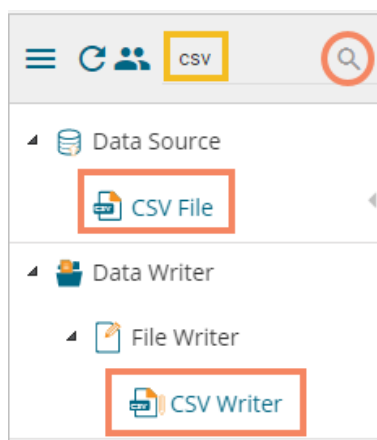 csv
Data Source
CSV File
Data Writer
File Writer
CSV Writer